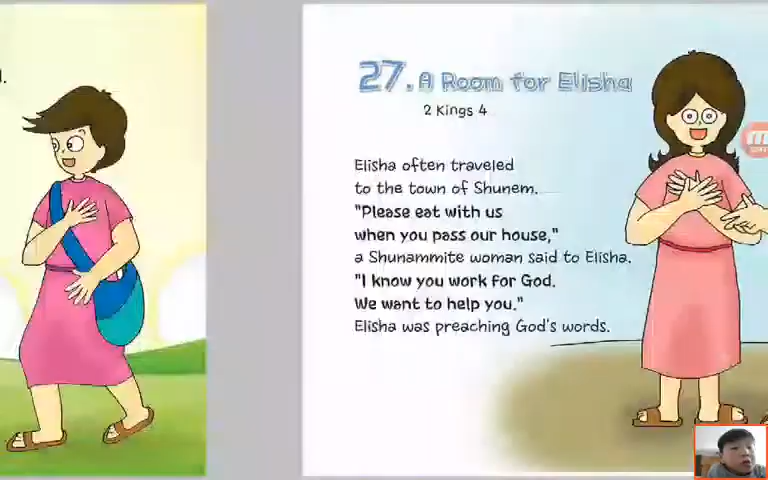 27. A Room for Elisha
2 Kings 4
Elisha often traveled
to the town of Shunem.
"Please eat with us
when you pass our house,"
a Shunammite woman said to Elisha.
"I know you work for God.
We want to help you."
Elisha was preaching God's words.